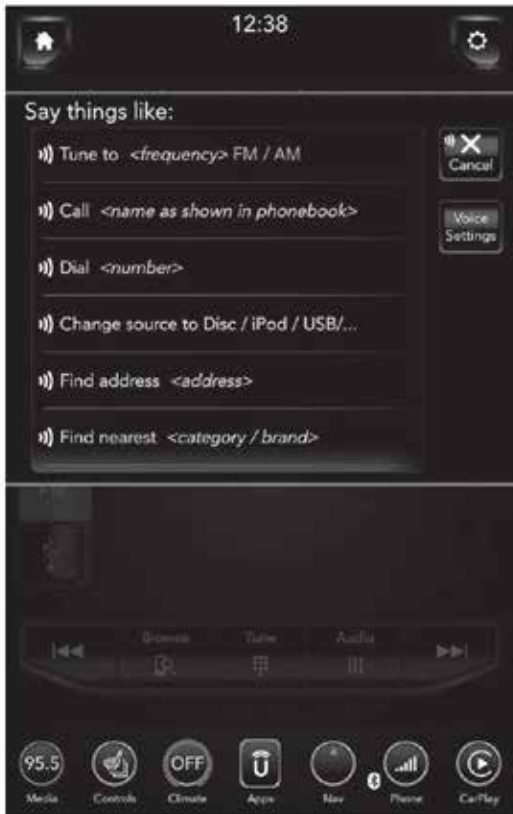 12:38
Say things like:
Tune to <frequency> FM / AM
Cancel
Call <name as shown in phonebook>
Voice
Settings
Dial <number>
Change source to Disc / iPod / USB/...
Find address <address>
Find nearest <category / brand>
Browse Tune Audio
95.5 OFF
Media Controls Climate Apps Nav Phone CarPlay